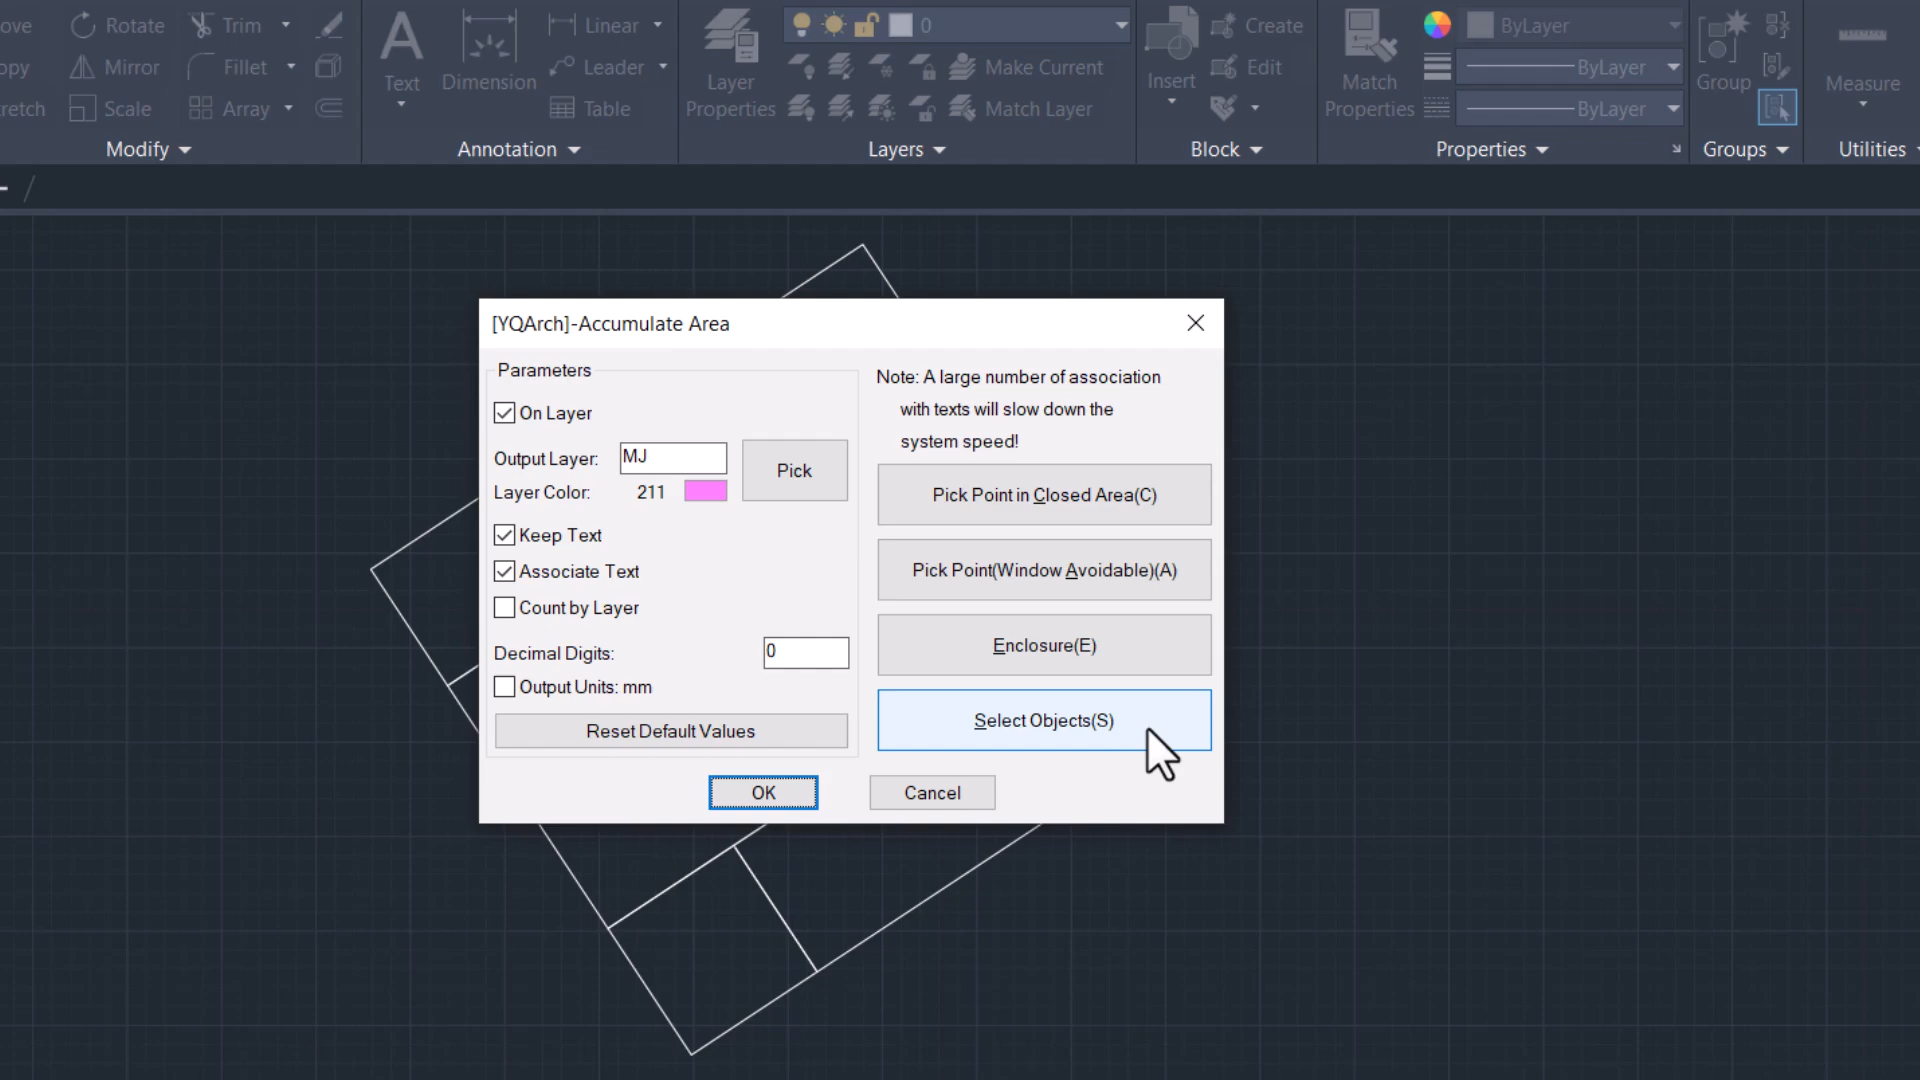 ove Rotate Trim
opy Mirror Fillet
retch Scale Array
Modify
Text Dimension
Linear
Leader
Table
Annotation
Layer
Properties
0
Make Current
Match Layer
Layers
Insert
Create
Edit
Block
Match
Properties
ByLayer
ByLayer
ByLayer
Properties
Group
Groups
Measure
Utilities
[YQArch]-Accumulate Area
Parameters
On Layer
Output Layer: MJ
Pick
Layer Color: 211
Keep Text
Associate Text
Count by Layer
Decimal Digits: 0
Output Units: mm
Reset Default Values
Note: A large number of association
with texts will slow down the
system speed!
Pick Point in Closed Area(C)
Pick Point(Window Avoidable)(A)
Enclosure(E)
Select Objects(S)
OK
Cancel